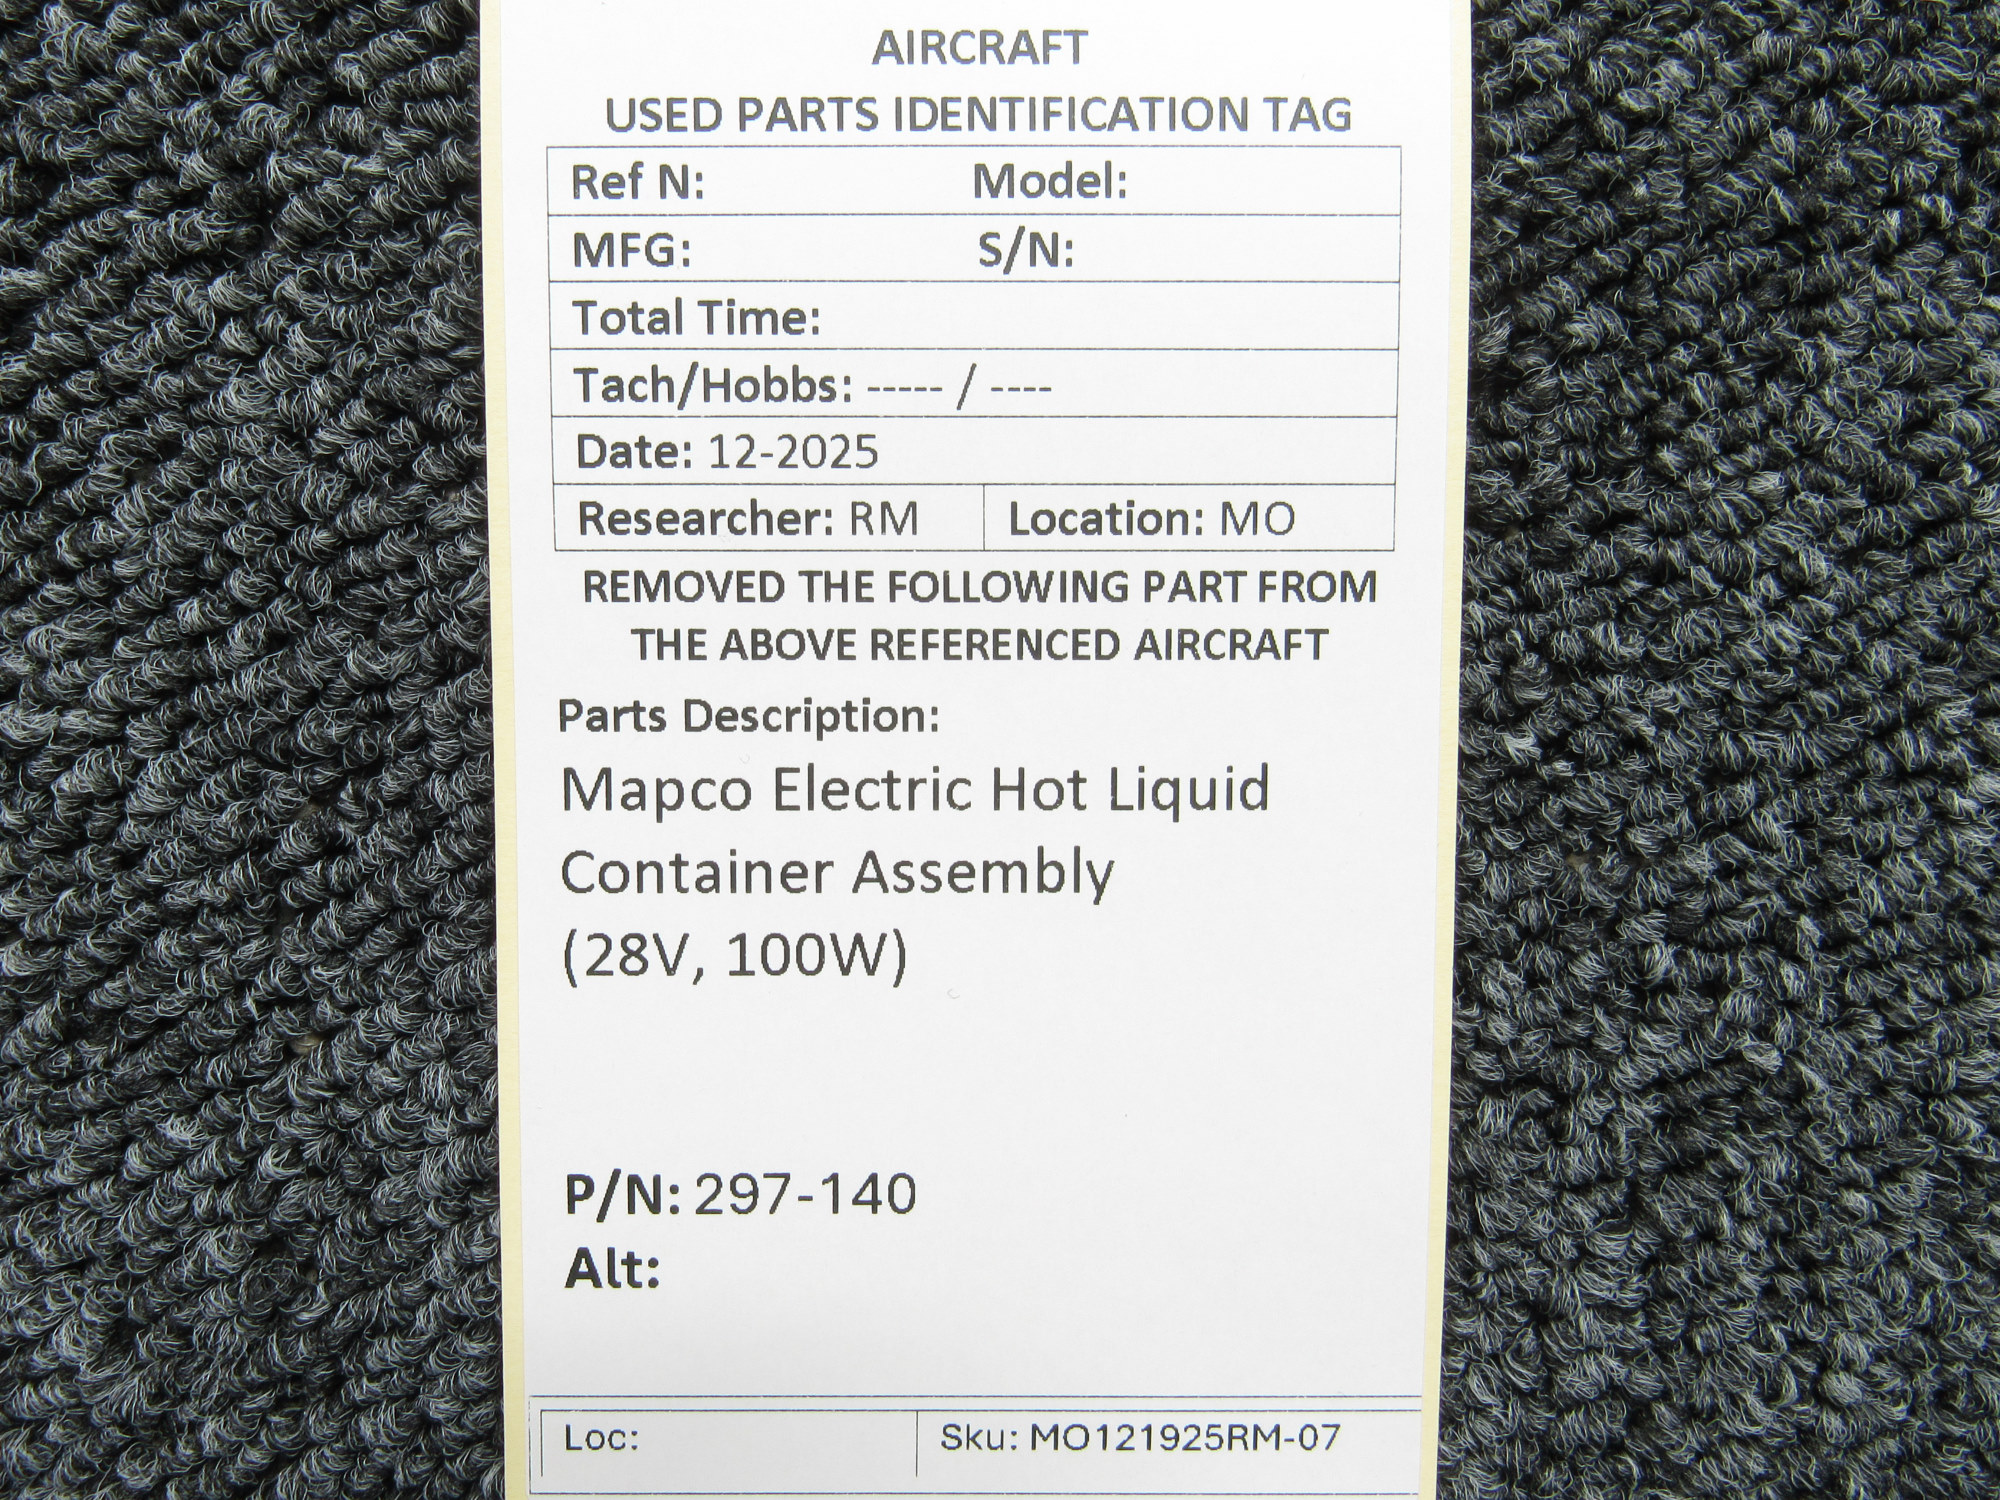 AIRCRAFT
USED PARTS IDENTIFICATION TAG
Ref N: Model:
MFG: S/N:
Total Time:
Tach/Hobbs: ----- / ----
Date: 12-2025
Researcher: RM Location: MO
REMOVED THE FOLLOWING PART FROM
THE ABOVE REFERENCED AIRCRAFT
Parts Description:
Mapco Electric Hot Liquid
Container Assembly
(28V, 100W)
P/N: 297-140
Alt:
Loc: Sku: MO121925RM-07